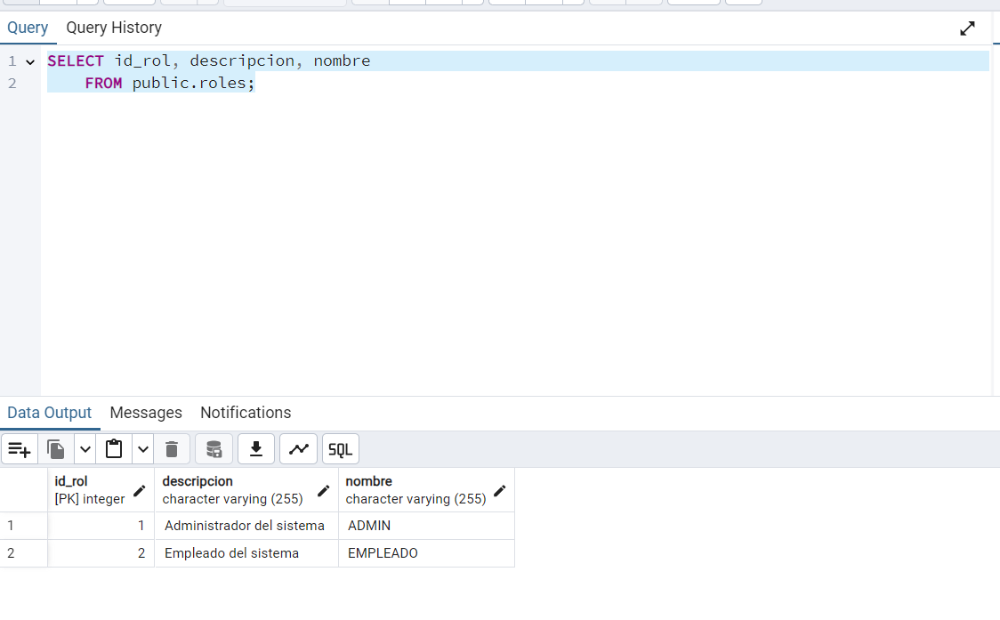 Query Query History
1 SELECT id_rol, descripcion, nombre
2 FROM public.roles;
Data Output Messages Notifications
SQL
id_rol descripcion nombre
[PK] integer character varying (255) character varying (255)
1 1 Administrador del sistema ADMIN
2 2 Empleado del sistema EMPLEADO